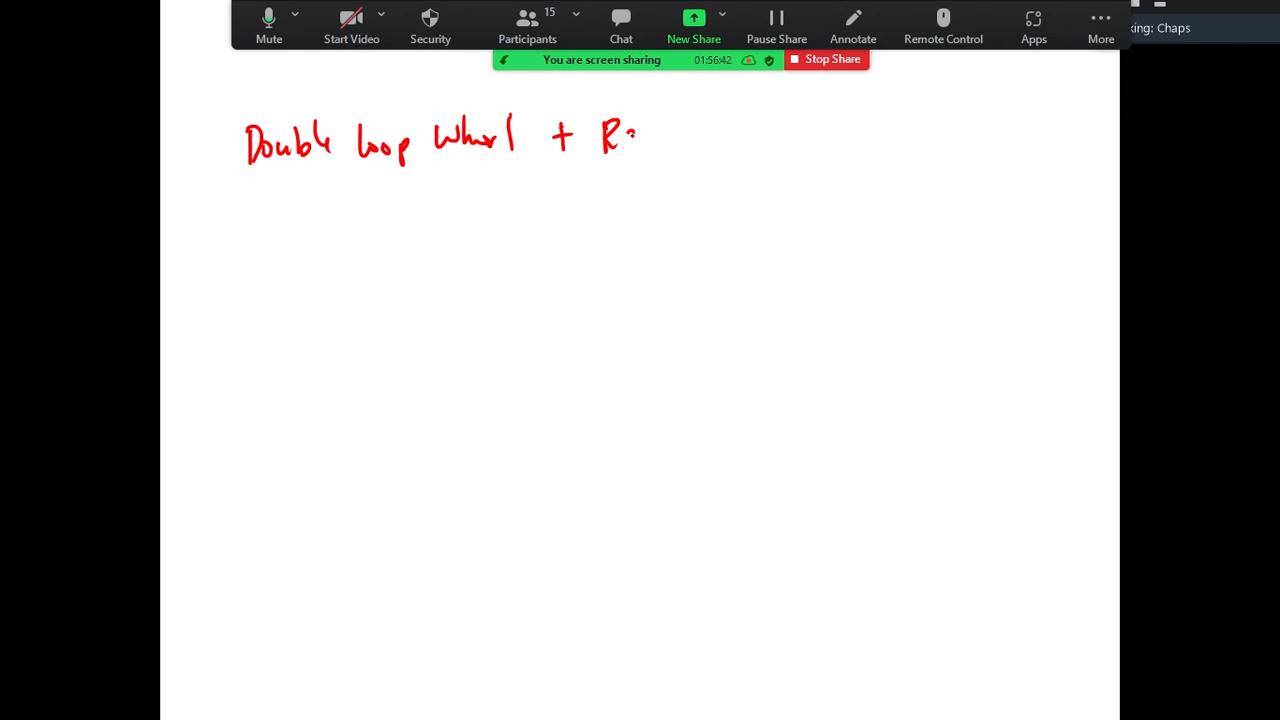 15
Mute
Start Video
Security
Participants
Chat
New Share
Pause Share
Annotate
Remote Control
Apps
More
king: Chaps
You are screen sharing
01:56:42
Stop Share
Double loop Whorl + R